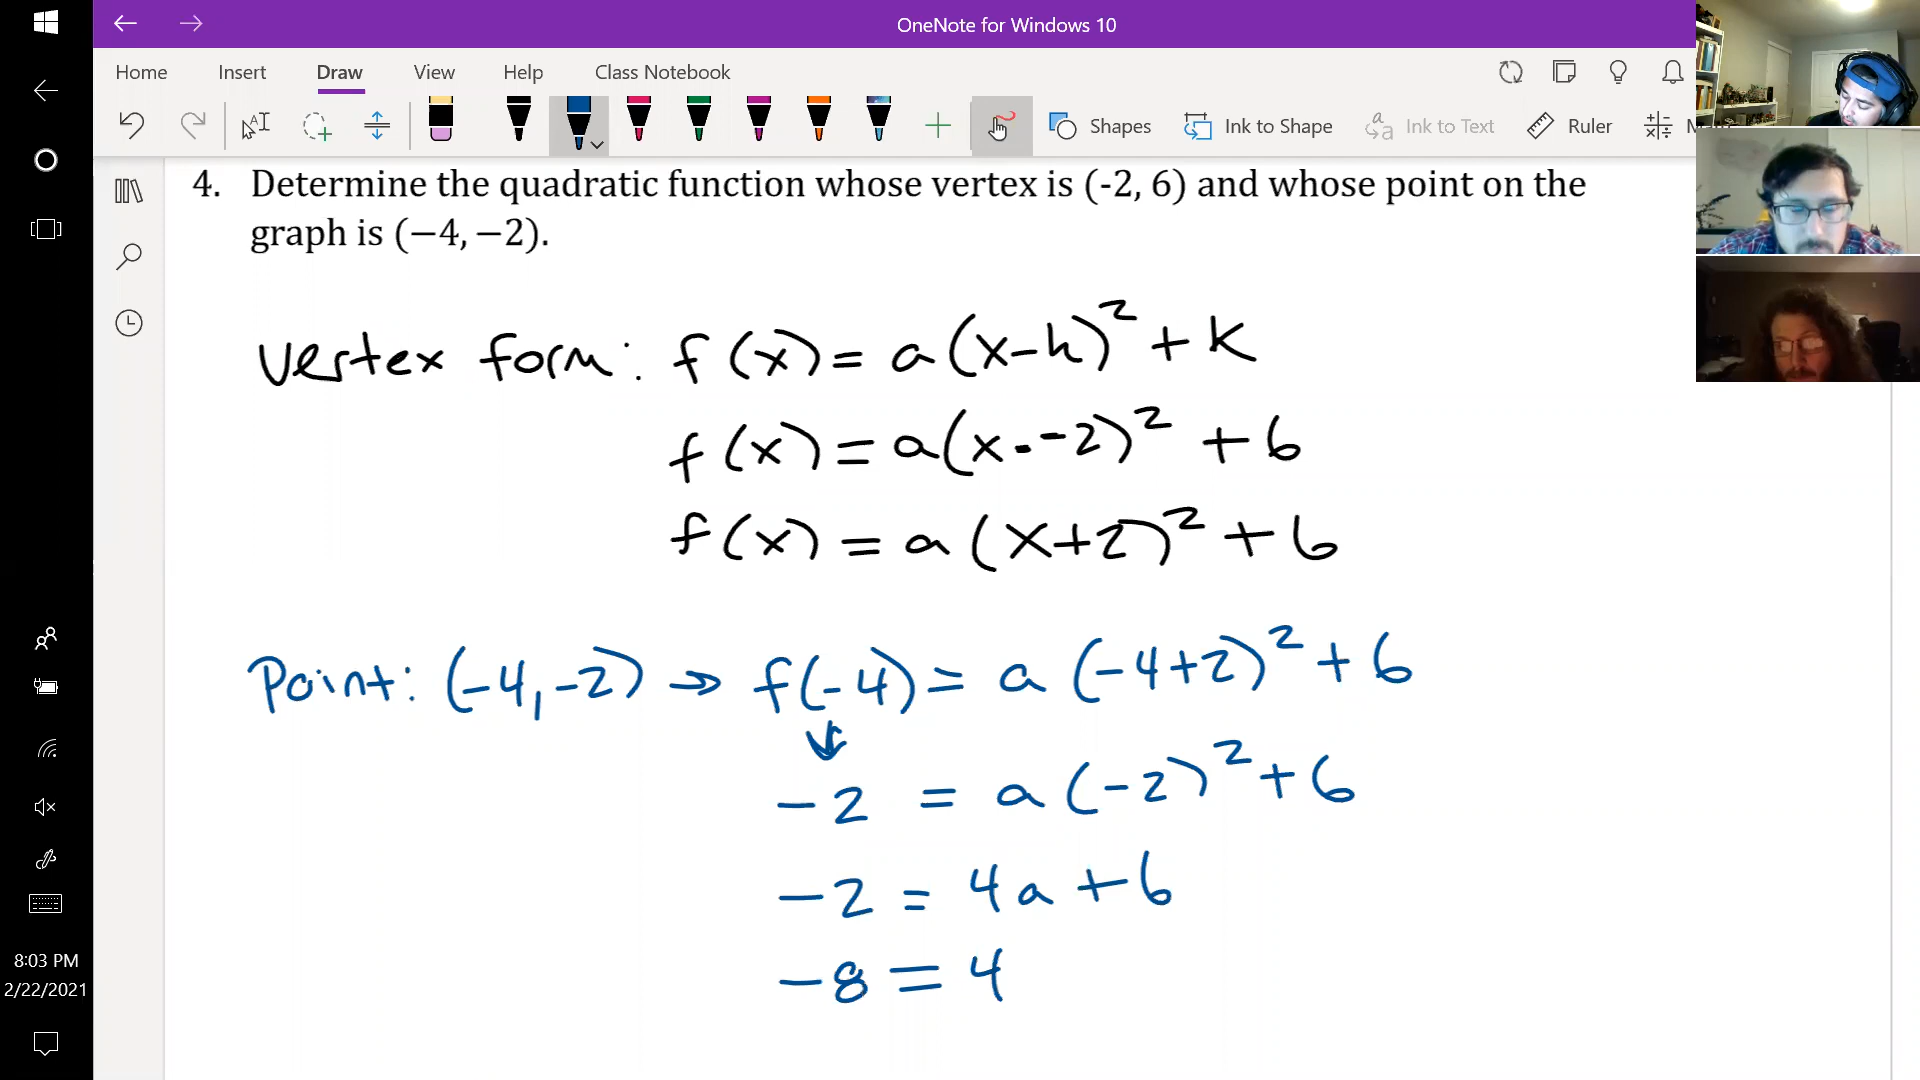 OneNote for Windows 10
Home Insert Draw View Help Class Notebook
Shapes Ink to Shape Ink to Text Ruler
4. Determine the quadratic function whose vertex is (-2, 6) and whose point on the
graph is (−4, −2).
Vertex form: f(x) = a(x-h)² + k
f(x) = a(x--2)² + 6
f(x) = a(x+2)² + 6
Point: (-4,-2) → f(-4) = a(-4+2)² + 6
-2 = a(-2)² + 6
-2 = 4a + 6
-8 = 4
8:03 PM
2/22/2021